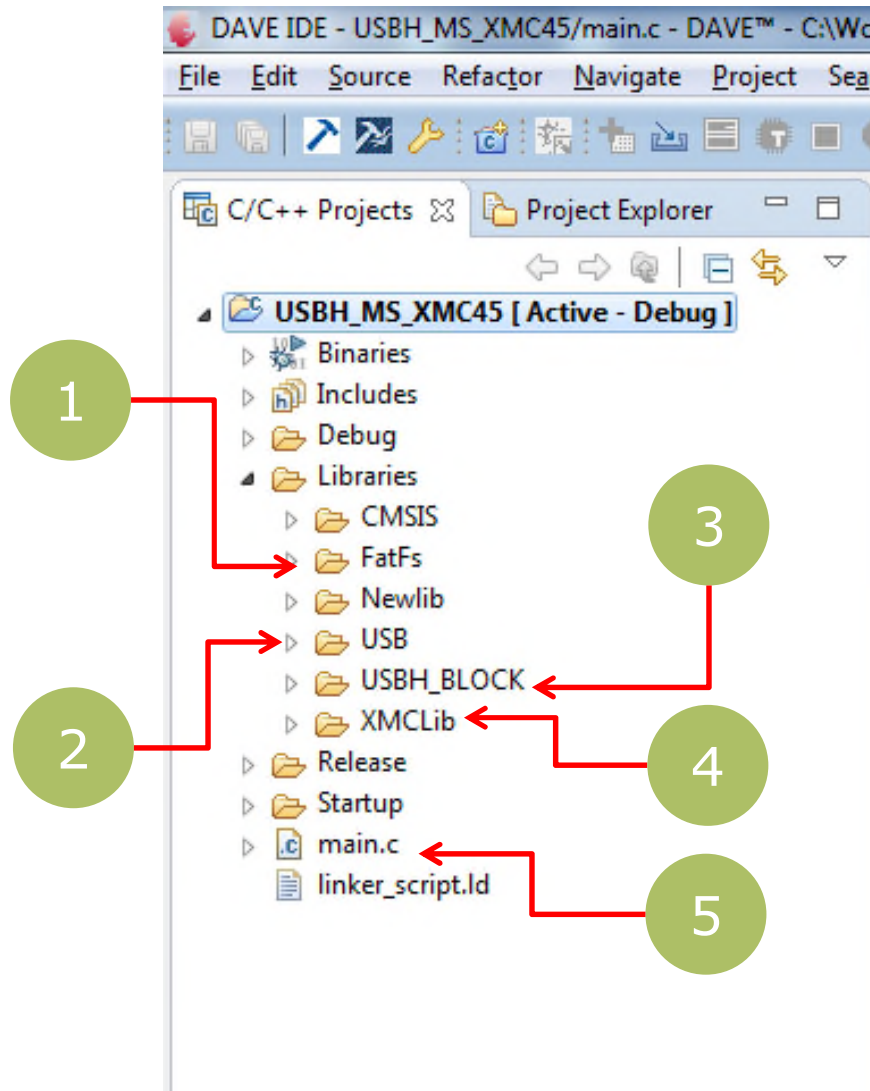 DAVE IDE - USBH_MS_XMC45/main.c - DAVE™ - C:\Wo
File Edit Source Refactor Navigate Project Sea
C/C++ Projects Project Explorer
USBH_MS_XMC45 [ Active - Debug ]
Binaries
1
Includes
Debug
Libraries
CMSIS
3
FatFs
Newlib
USB
USBH_BLOCK
2
XMCLib
4
Release
Startup
main.c
linker_script.ld
5